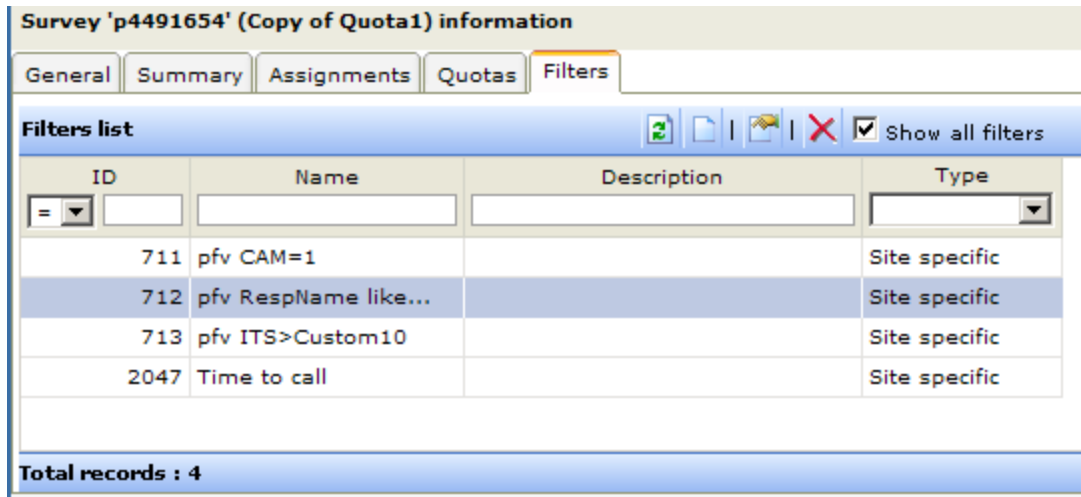 Survey 'p4491654' (Copy of Quota1) information
General Summary Assignments Quotas Filters
Filters list | | Show all filters
ID Name Description Type
=
711 pfv CAM=1 Site specific
712 pfv RespName like... Site specific
713 pfv ITS>Custom10 Site specific
2047 Time to call Site specific
Total records : 4